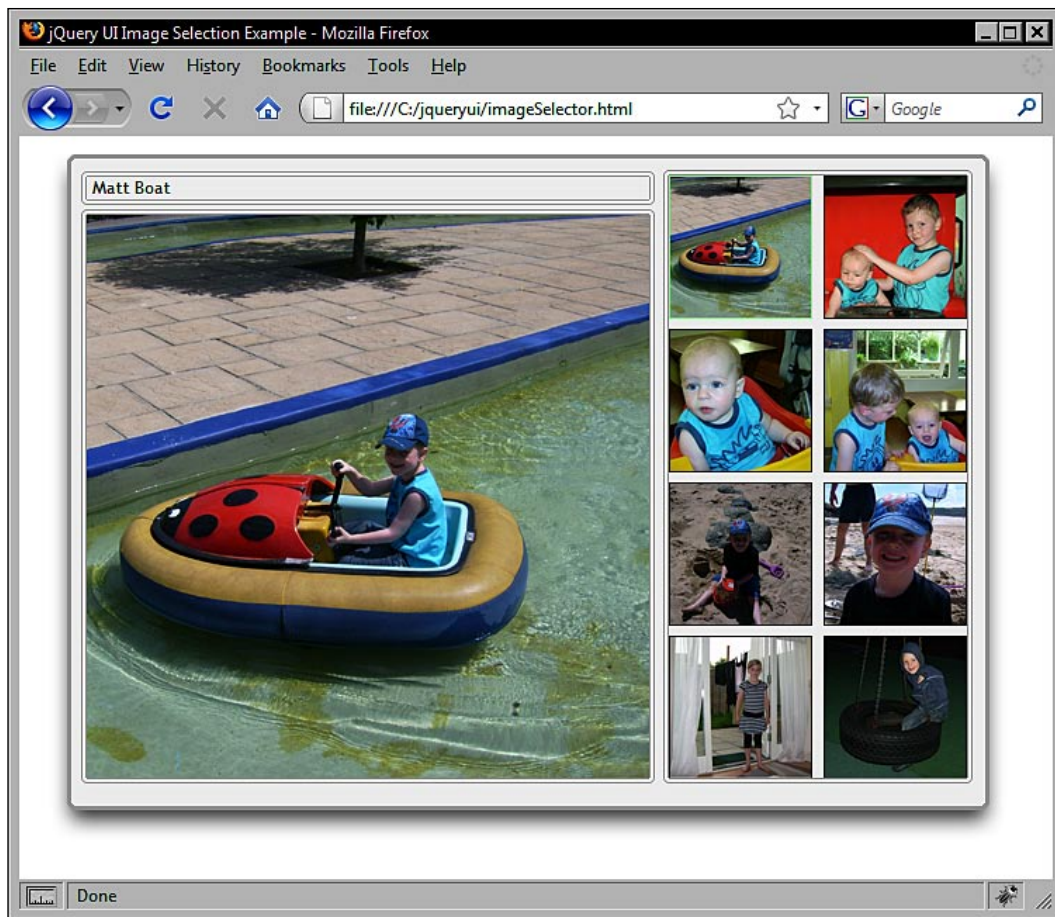 jQuery UI Image Selection Example - Mozilla Firefox
File Edit View History Bookmarks Tools Help
file:///C:/jqueryui/imageSelector.html
G Google
Matt Boat
Done